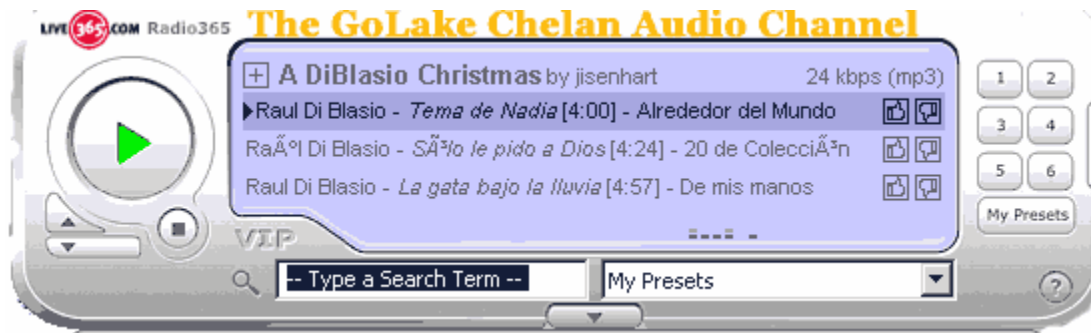 LIVE365.COM Radio365
The GoLake Chelan Audio Channel
A DiBlasio Christmas by jisenhart 24 kbps (mp3)
Raul Di Blasio - Tema de Nadia [4:00] - Alrededor del Mundo
RaÃºl Di Blasio - SÃ³lo le pido a Dios [4:24] - 20 de ColecciÃ³n
Raul Di Blasio - La gata bajo la lluvia [4:57] - De mis manos
1 2
3 4
5 6
My Presets
VIP
-- Type a Search Term -- My Presets
?